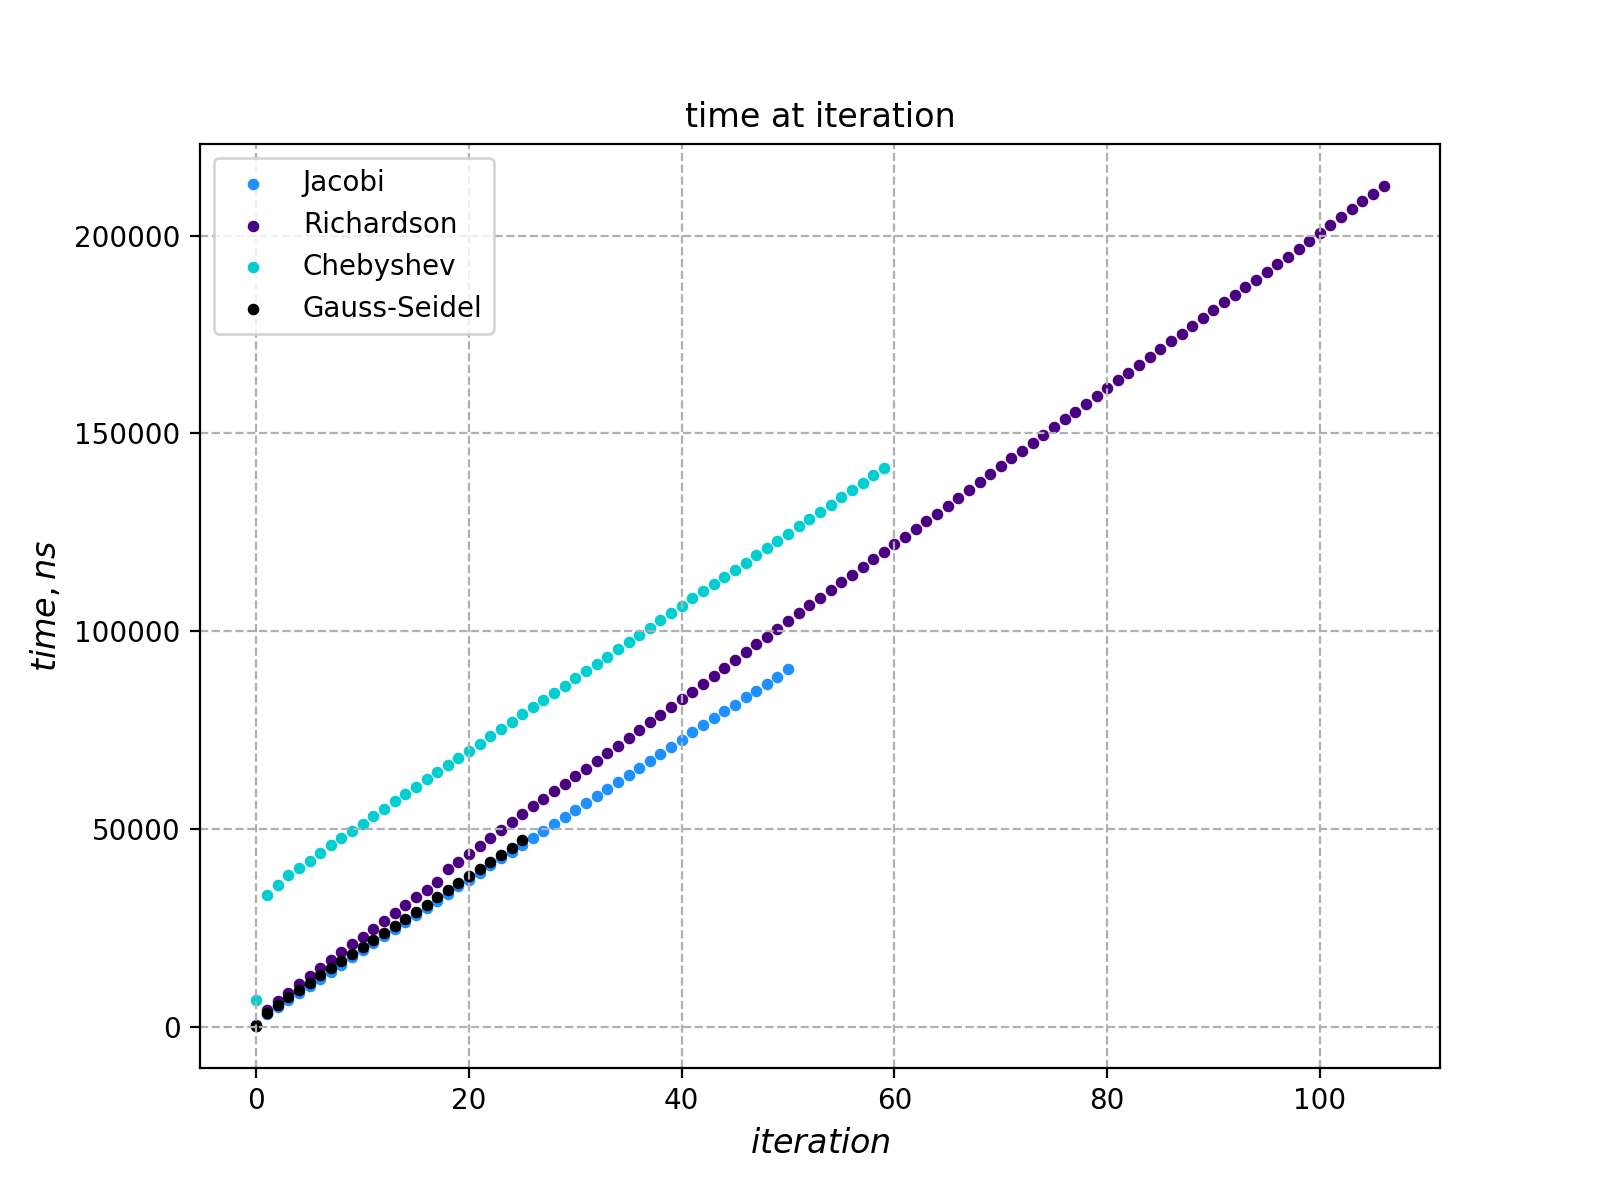 time at iteration
Jacobi
Richardson
Chebyshev
Gauss-Seidel
200000
150000
100000
50000
0
time, ns
0 20 40 60 80 100
iteration